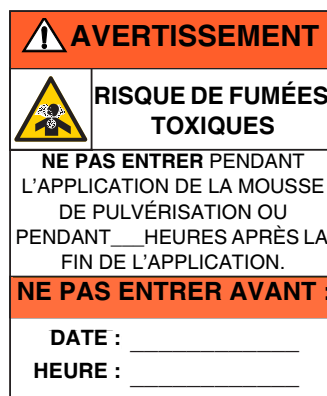 AVERTISSEMENT
RISQUE DE FUMÉES
TOXIQUES
NE PAS ENTRER PENDANT
L'APPLICATION DE LA MOUSSE
DE PULVÉRISATION OU
PENDANT___HEURES APRÈS LA
FIN DE L'APPLICATION.
NE PAS ENTRER AVANT :
DATE : ____________
HEURE : ____________